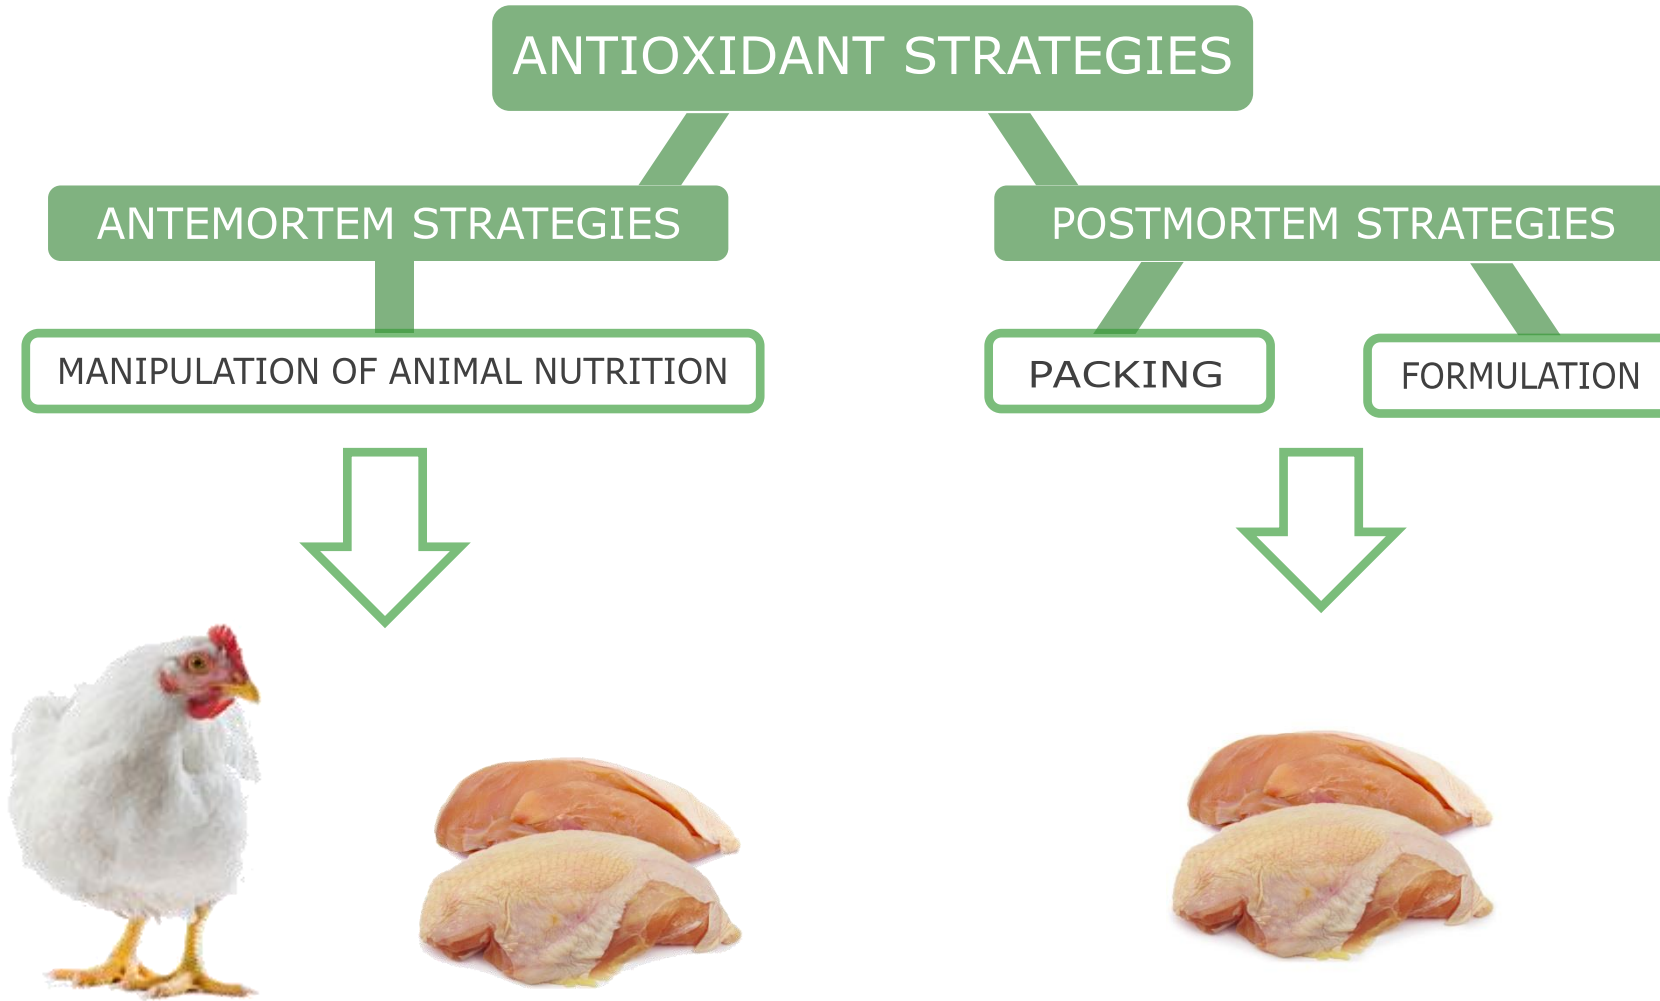 ANTIOXIDANT STRATEGIES
ANTEMORTEM STRATEGIES
POSTMORTEM STRATEGIES
MANIPULATION OF ANIMAL NUTRITION
PACKING
FORMULATION